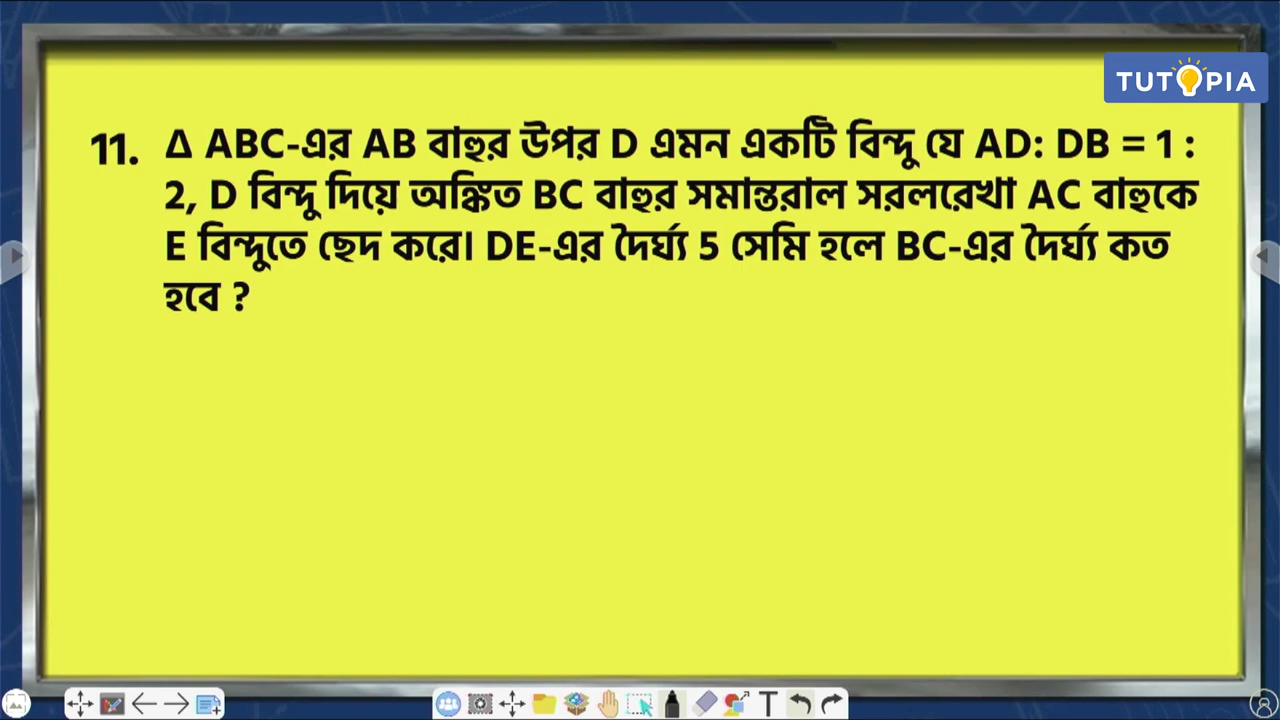 TUTOPIA
11. Δ ABC-এর AB বাহুর উপর D এমন একটি বিন্দু যে AD: DB = 1 :
2, D বিন্দু দিয়ে অঙ্কিত BC বাহুর সমান্তরাল সরলরেখা AC বাহুকে
E বিন্দুতে ছেদ করে। DE-এর দৈর্ঘ্য 5 সেমি হলে BC-এর দৈর্ঘ্য কত
হবে ?